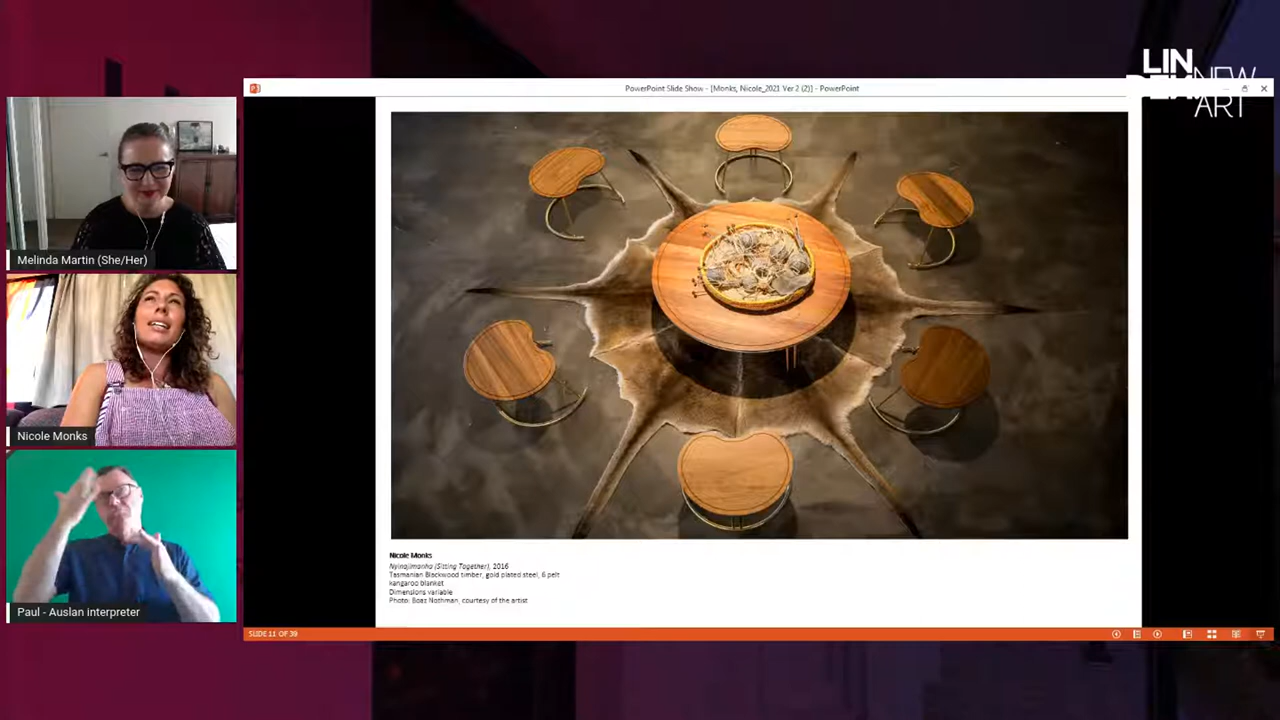 LIN
DEN NEW
ART
PowerPoint Slide Show - [Monks, Nicole_2021 Ver 2 (2)] - PowerPoint
Melinda Martin (She/Her)
Nicole Monks
Paul - Auslan interpreter
Nicole Monks
Nyinajimanha (Sitting Together), 2016
Tasmanian Blackwood timber, gold plated steel, 6 pelt
kangaroo blanket
Dimensions variable
Photo: Boaz Nothman, courtesy of the artist
SLIDE 11 OF 39